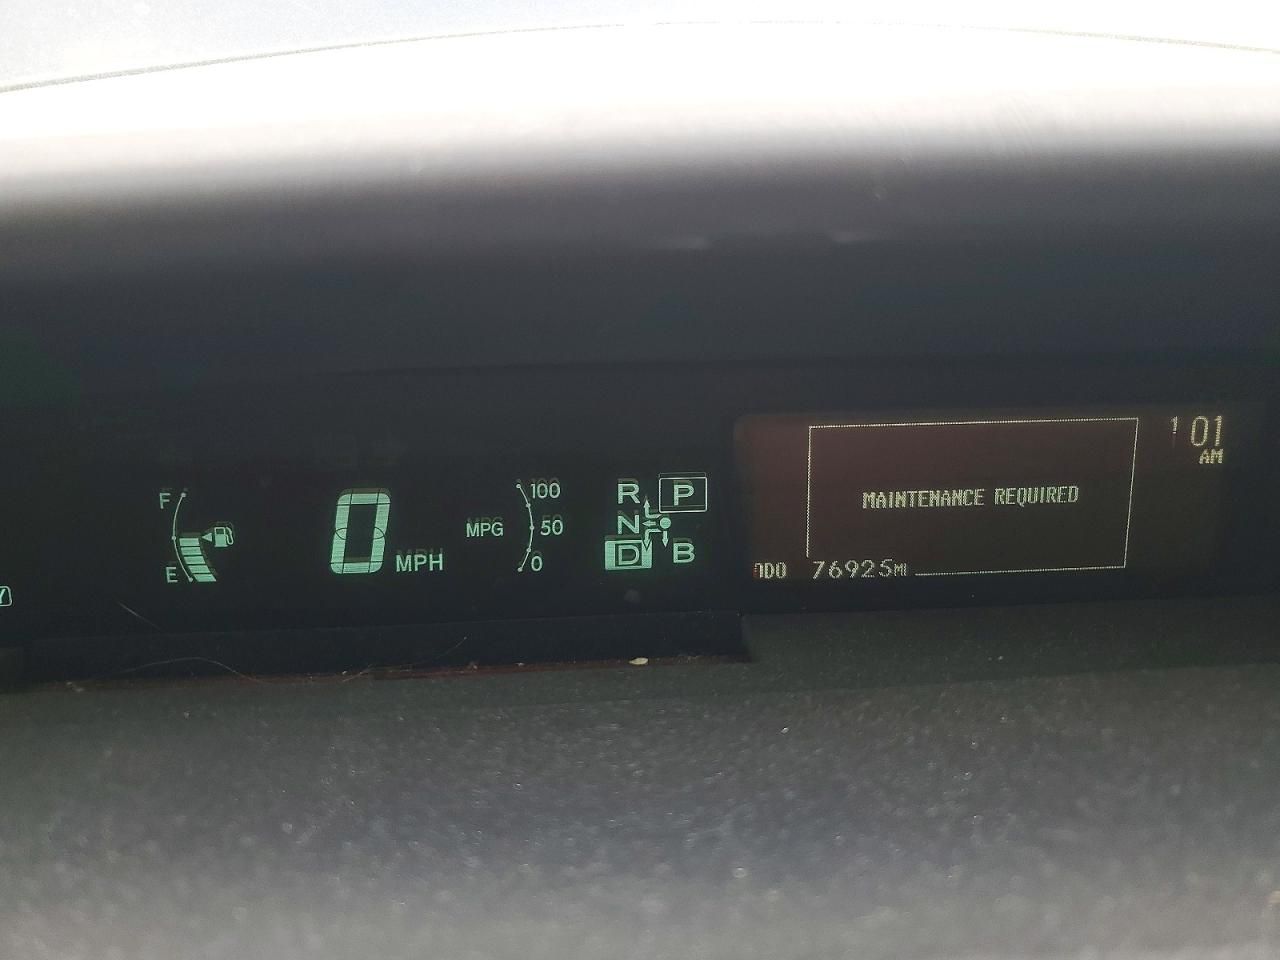 F
E
0 MPH
MPG
100
50
0
R P
N
D B
MAINTENANCE REQUIRED
ODO 76925MI
1 01
AM